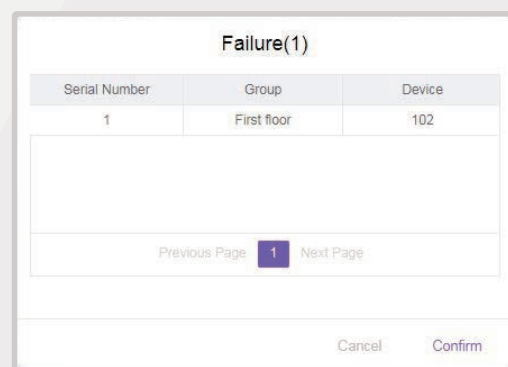 Failure(1)
Serial Number Group Device
1 First floor 102
Previous Page 1 Next Page
Cancel Confirm